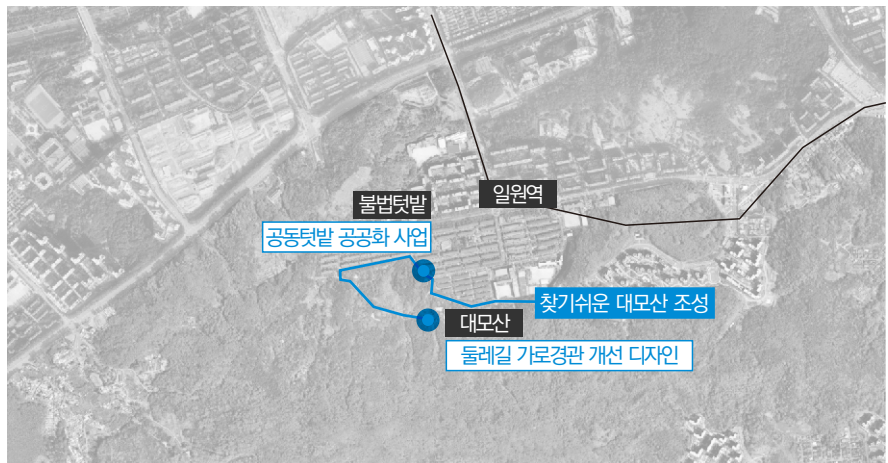 일원역
불법텃밭
공동텃밭 공공화 사업
찾기쉬운 대모산 조성
대모산
둘레길 가로경관 개선 디자인